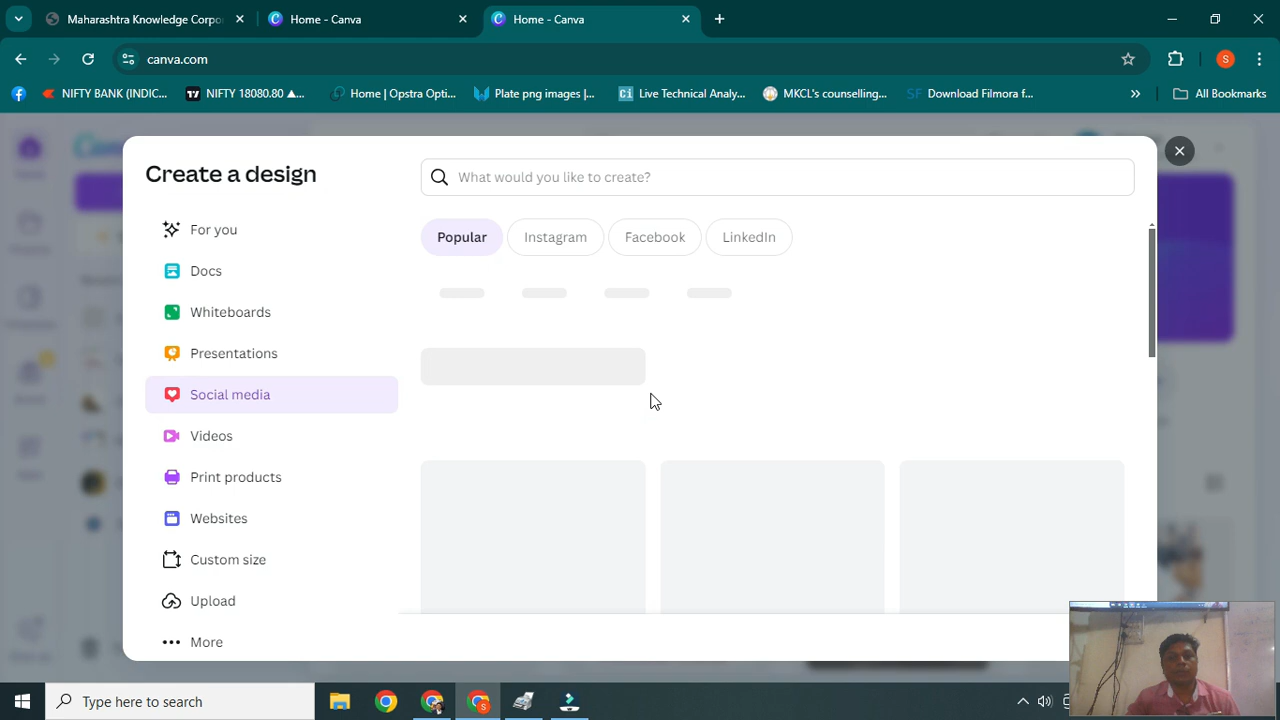 Maharashtra Knowledge Corpo
Home - Canva
Home - Canva
canva.com
NIFTY BANK (INDIC...
NIFTY 18080.80 ▲...
Home | Opstra Opti...
Plate png images |...
Live Technical Analy...
MKCL's counselling...
Download Filmora f...
All Bookmarks
Create a design
What would you like to create?
For you
Popular
Instagram
Facebook
LinkedIn
Docs
Whiteboards
Presentations
Social media
Videos
Print products
Websites
Custom size
Upload
More
Type here to search